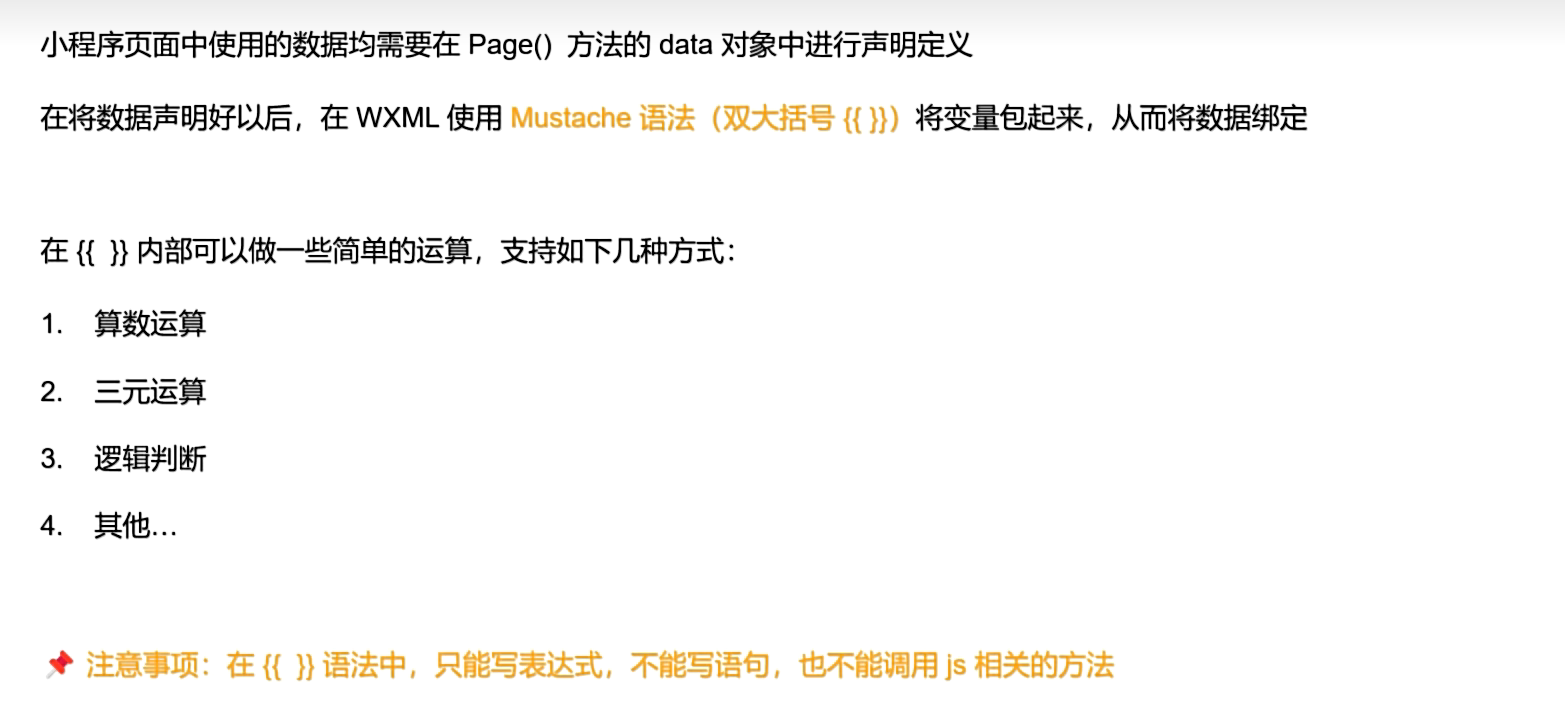 小程序页面中使用的数据均需要在 Page() 方法的 data 对象中进行声明定义
在将数据声明好以后，在 WXML 使用 Mustache 语法（双大括号 {{ }}）将变量包起来，从而将数据绑定
在 {{ }} 内部可以做一些简单的运算，支持如下几种方式：
1. 算数运算
2. 三元运算
3. 逻辑判断
4. 其他...
📌 注意事项：在 {{ }} 语法中，只能写表达式，不能写语句，也不能调用 js 相关的方法